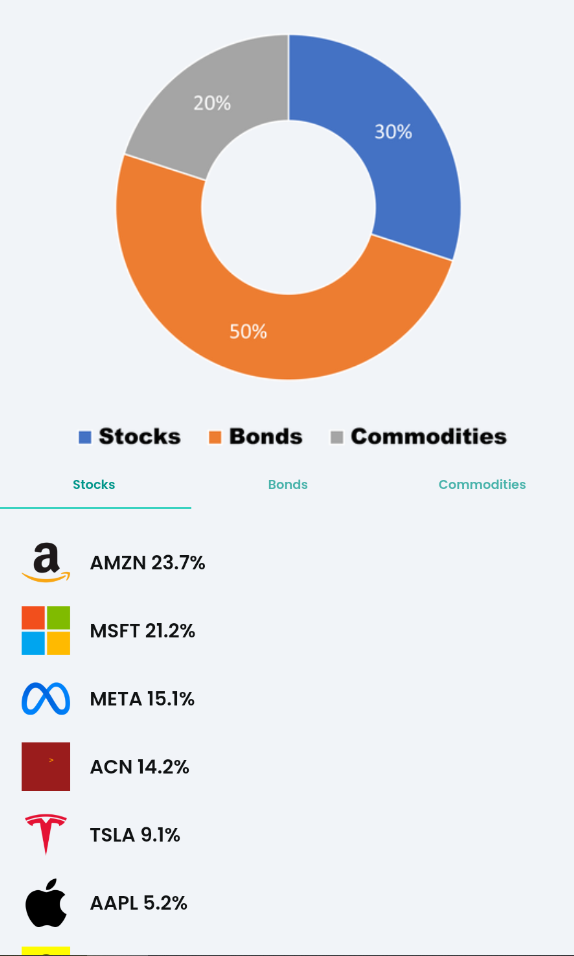 20%
30%
50%
Stocks Bonds Commodities
Stocks Bonds Commodities
AMZN 23.7%
MSFT 21.2%
META 15.1%
ACN 14.2%
TSLA 9.1%
AAPL 5.2%